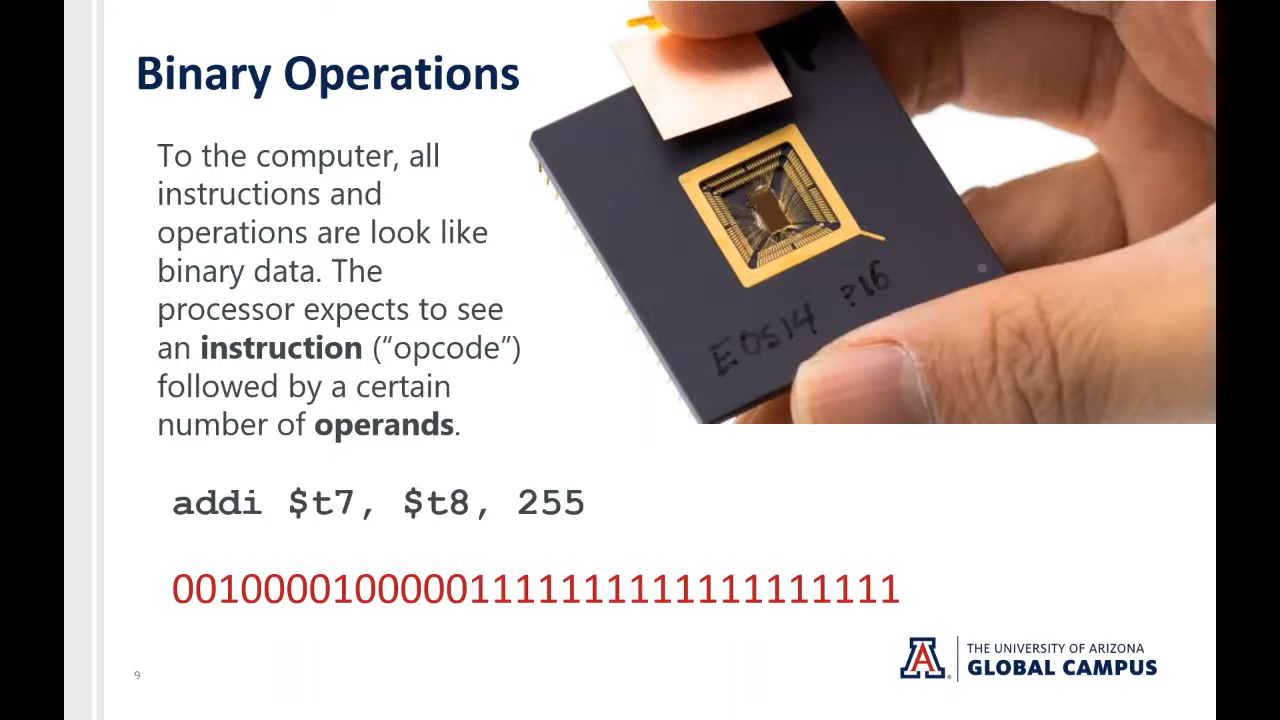 Binary Operations
To the computer, all
instructions and
operations are look like
binary data. The
processor expects to see
an instruction (“opcode”)
followed by a certain
number of operands.
EOS14 ?16
addi $t7, $t8, 255
00100001000001111111111111111111
9
THE UNIVERSITY OF ARIZONA
GLOBAL CAMPUS